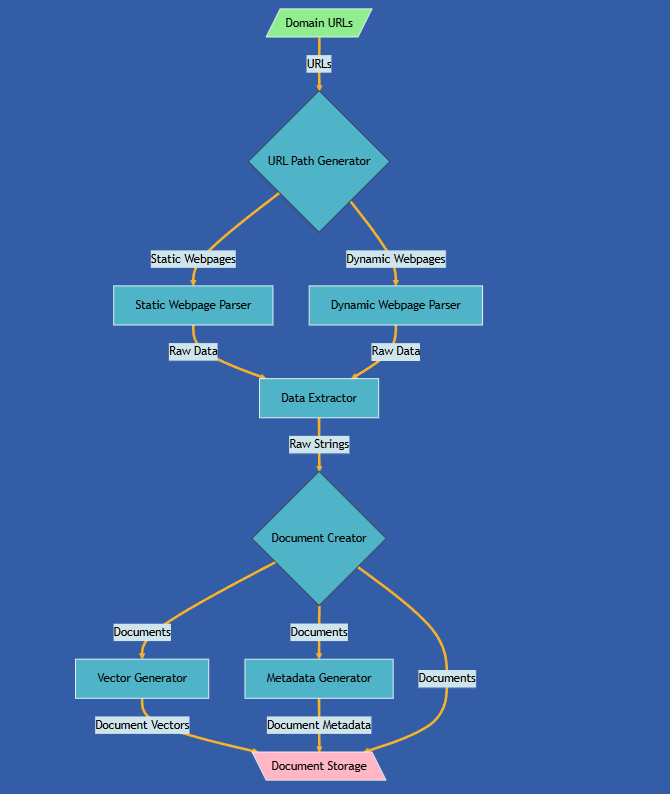 Domain URLs
URLs
URL Path Generator
Static Webpages
Dynamic Webpages
Static Webpage Parser
Dynamic Webpage Parser
Raw Data
Raw Data
Data Extractor
Raw Strings
Document Creator
Documents
Documents
Vector Generator
Metadata Generator
Documents
Document Vectors
Document Metadata
Document Storage